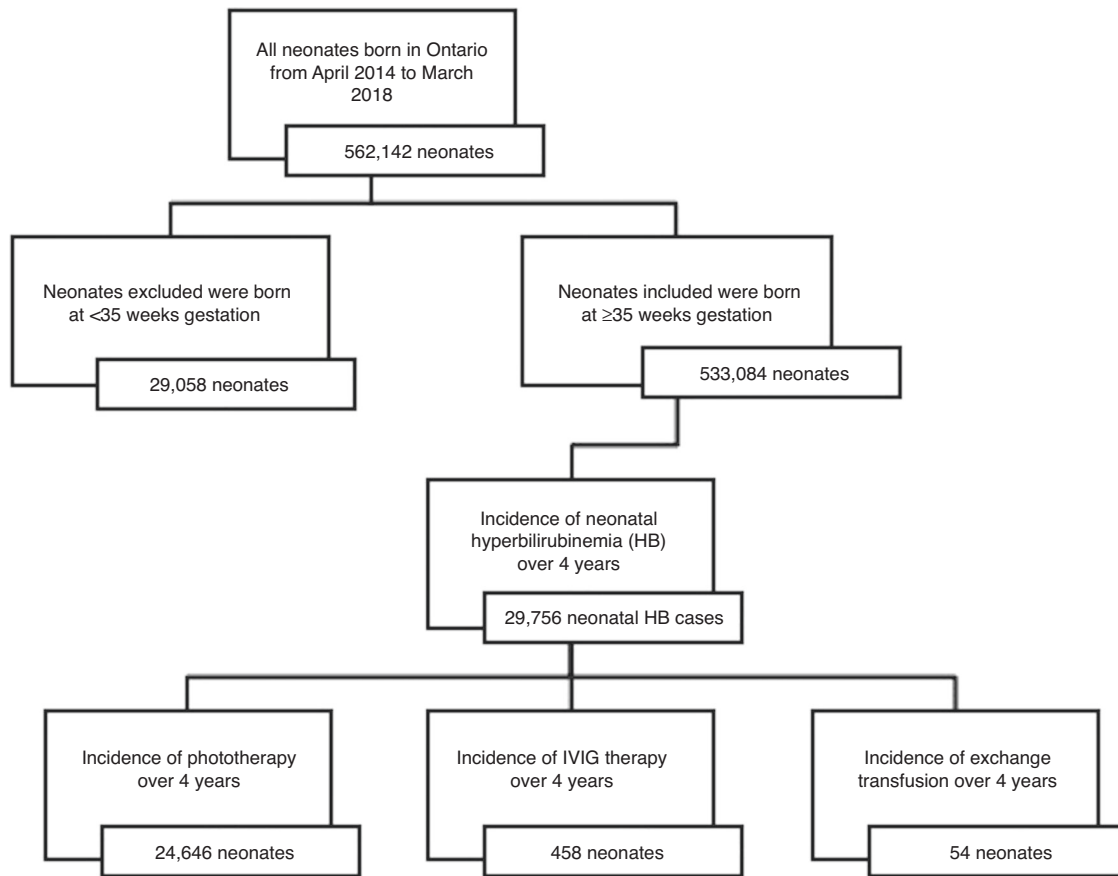 All neonates born in Ontario
from April 2014 to March
2018
562,142 neonates
Neonates excluded were born
at <35 weeks gestation
29,058 neonates
Neonates included were born
at ≥35 weeks gestation
533,084 neonates
Incidence of neonatal
hyperbilirubinemia (HB)
over 4 years
29,756 neonatal HB cases
Incidence of phototherapy
over 4 years
24,646 neonates
Incidence of IVIG therapy
over 4 years
458 neonates
Incidence of exchange
transfusion over 4 years
54 neonates